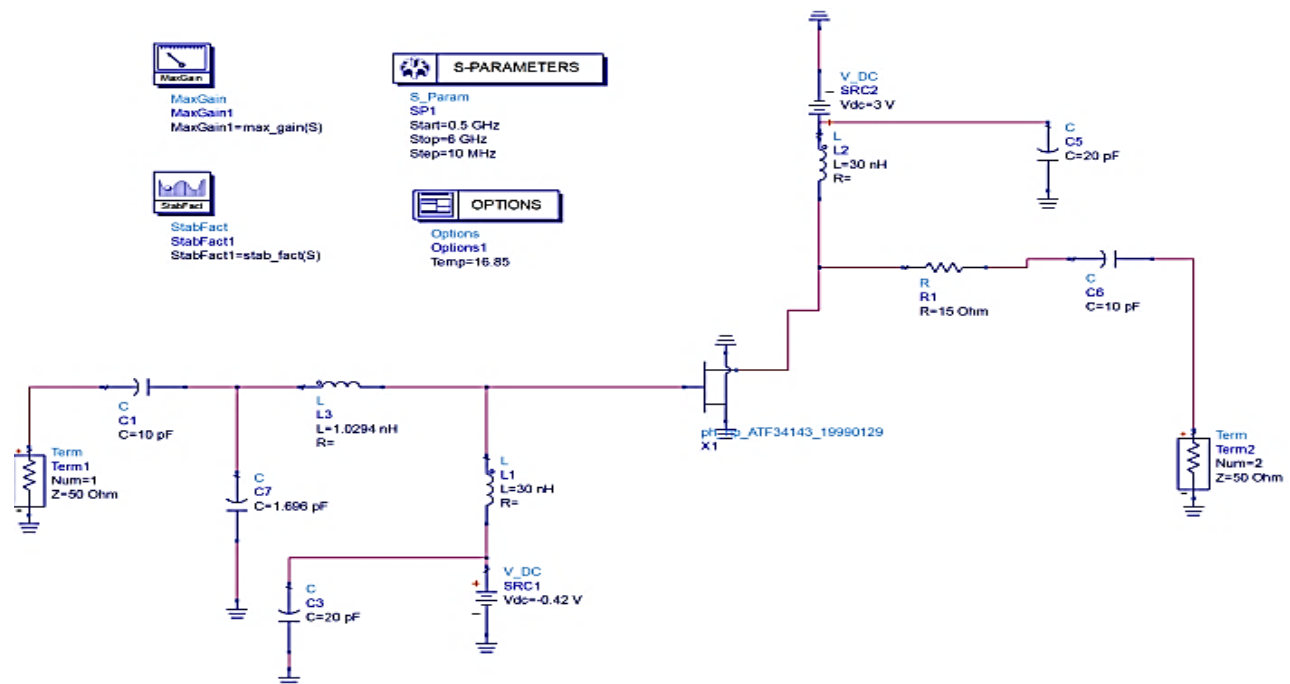 MaxGain
MaxGain
MaxGain1
MaxGain1=max_gain(S)
S-PARAMETERS
S_Param
SP1
Start=0.5 GHz
Stop=6 GHz
Step=10 MHz
StabFact
StabFact
StabFact1
StabFact1=stab_fact(S)
OPTIONS
Options
Options1
Temp=16.85
V_DC
SRC2
Vdc=3 V
L
L2
L=30 nH
R=
C
C5
C=20 pF
R
R1
R=15 Ohm
C
C6
C=10 pF
C
C1
C=10 pF
L
L3
L=1.0294 nH
R=
Term
Term1
Num=1
Z=50 Ohm
C
C7
C=1.696 pF
L
L1
L=30 nH
R=
C
C3
C=20 pF
V_DC
SRC1
Vdc=-0.42 V
_ATF34143_19990129
X1
Term
Term2
Num=2
Z=50 Ohm